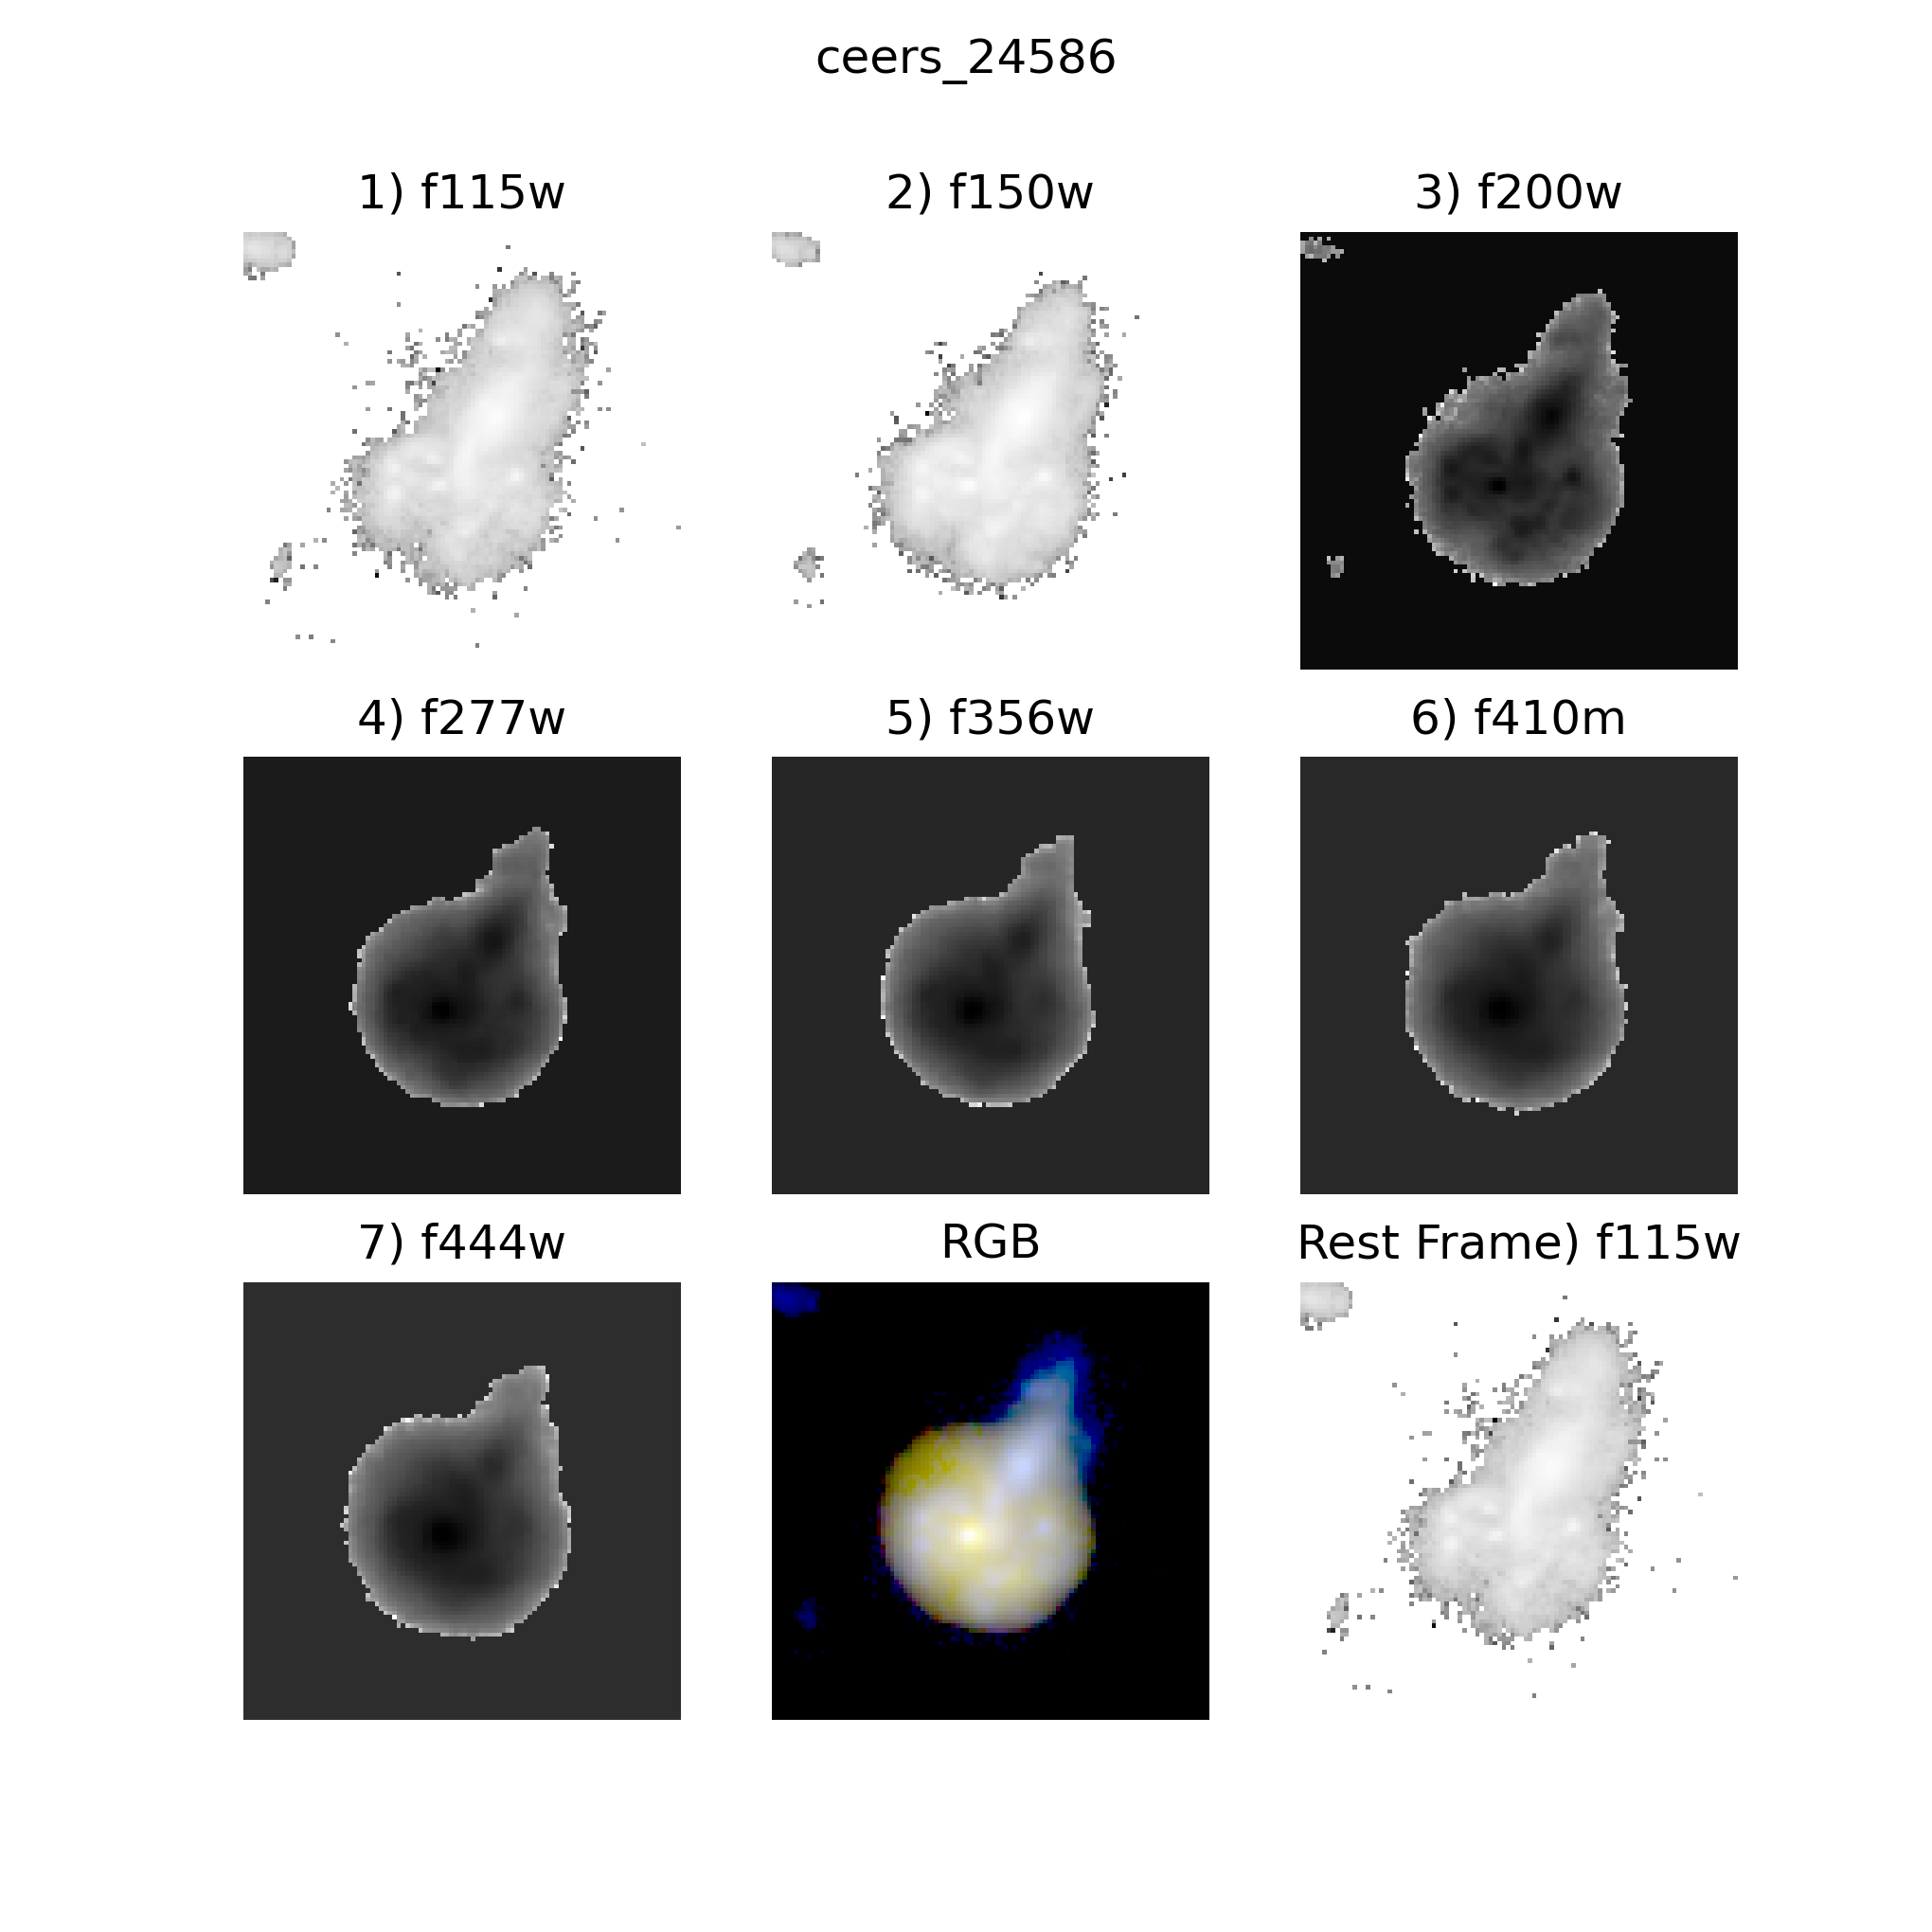 ceers_24586
1) f115w
2) f150w
3) f200w
4) f277w
5) f356w
6) f410m
7) f444w
RGB
Rest Frame) f115w